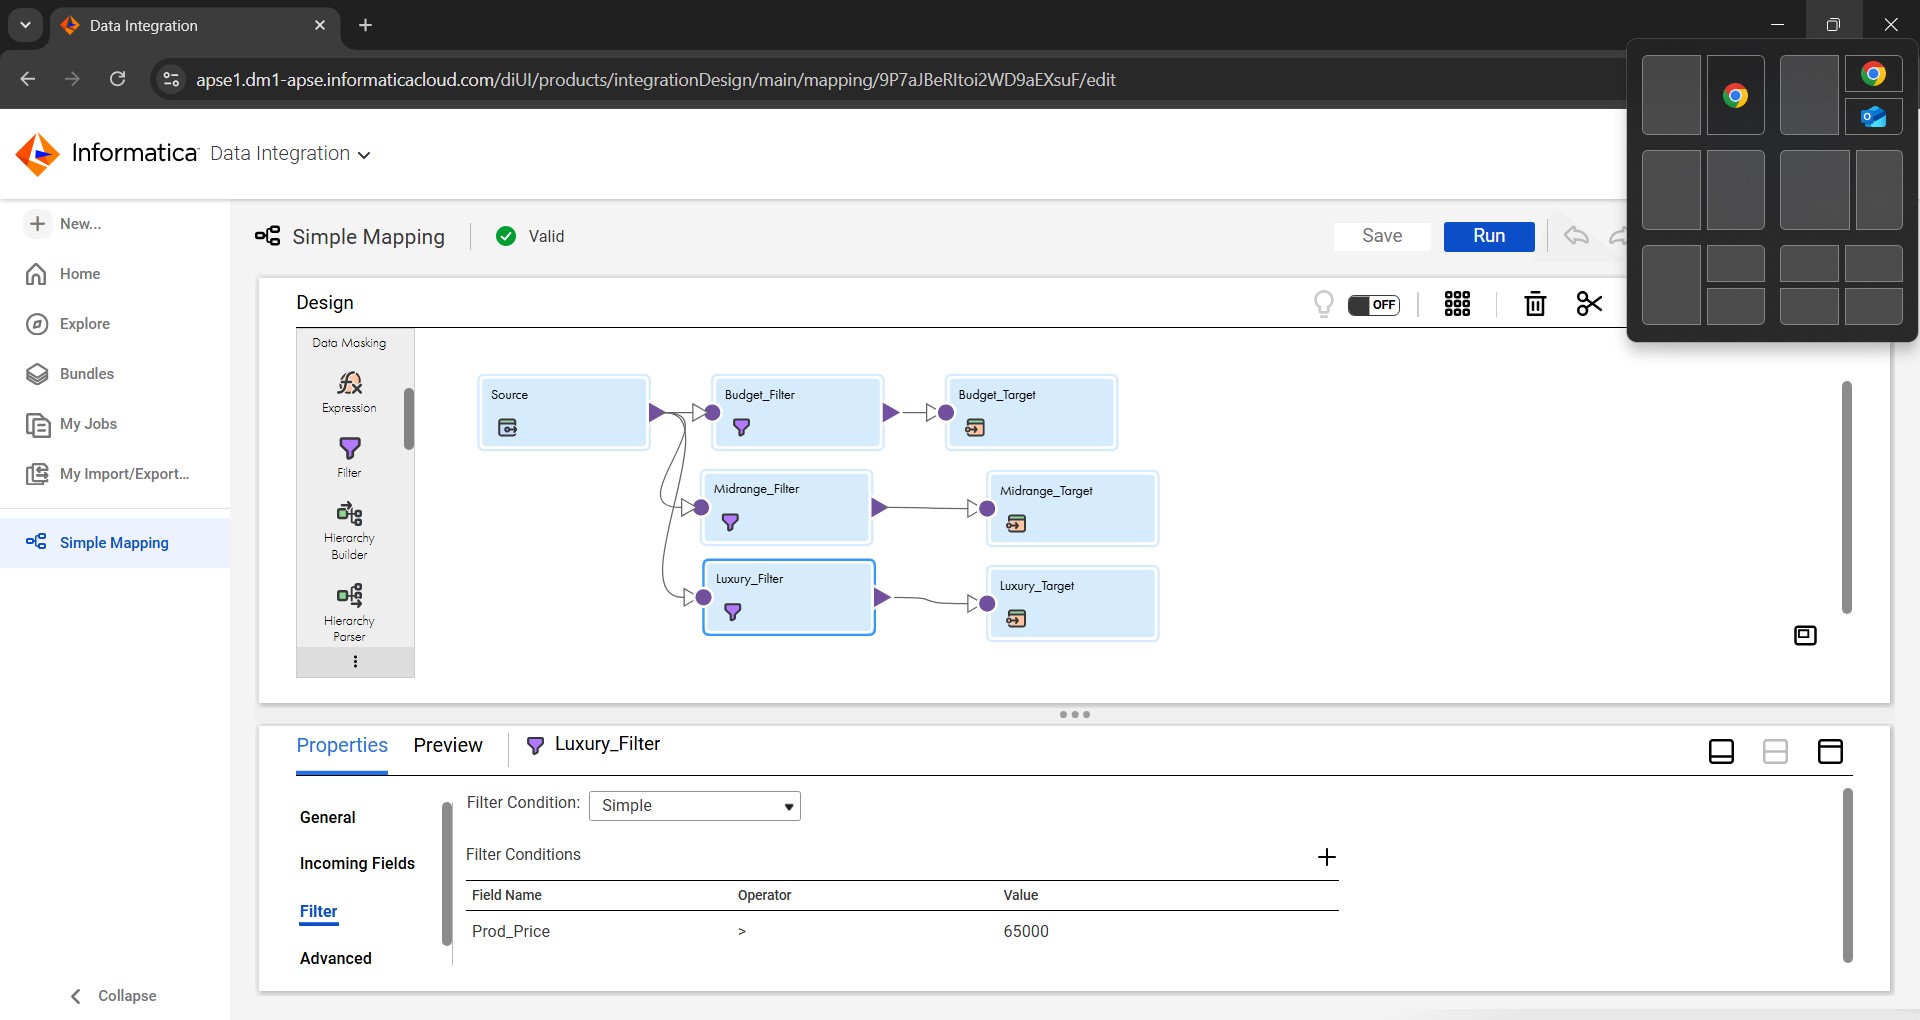 Data Integration
apse1.dm1-apse.informaticacloud.com/diUI/products/integrationDesign/main/mapping/9P7aJBeRItoi2WD9aEXsuF/edit
Informatica Data Integration
New...
Home
Explore
Bundles
My Jobs
My Import/Export...
Simple Mapping
Collapse
Simple Mapping
Valid
Save
Run
Design
OFF
Data Masking
Expression
Filter
Hierarchy
Builder
Hierarchy
Parser
Source
Budget_Filter
Budget_Target
Midrange_Filter
Midrange_Target
Luxury_Filter
Luxury_Target
Properties
Preview
Luxury_Filter
General
Incoming Fields
Filter
Advanced
Filter Condition: Simple
Filter Conditions
Field Name Operator Value
Prod_Price > 65000